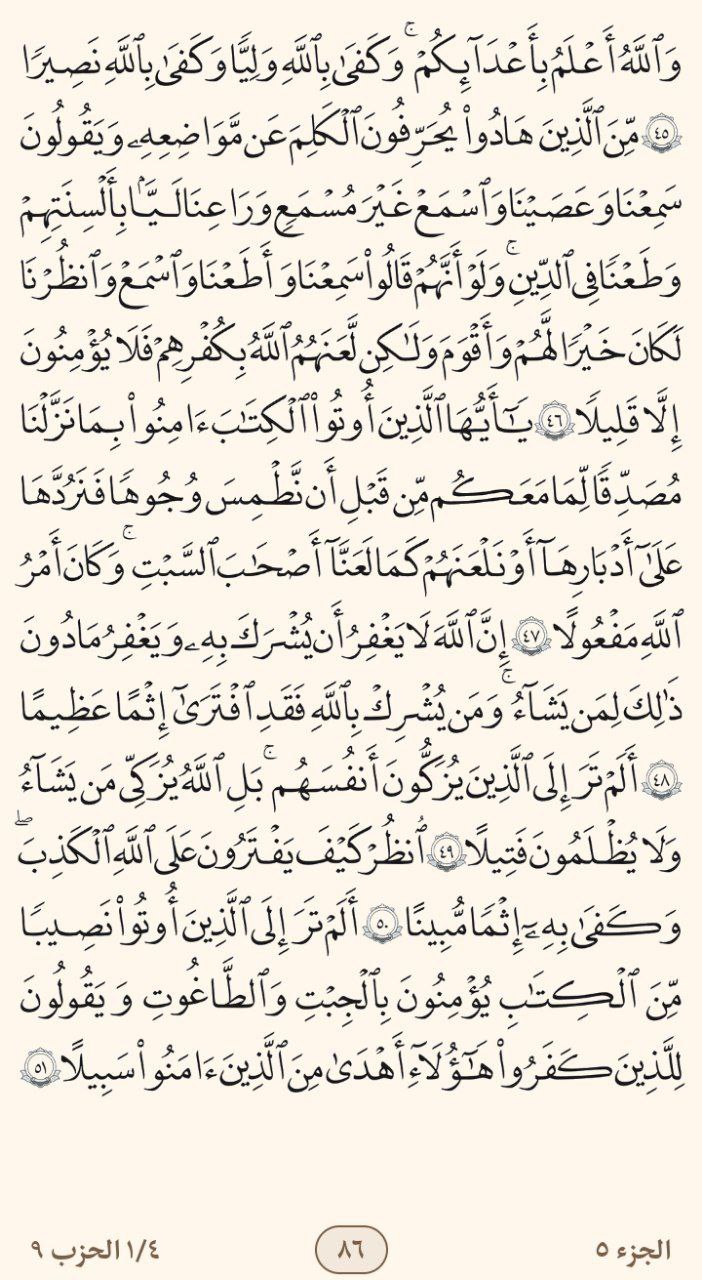 وَٱللَّهُ أَعۡلَمُ بِأَعۡدَآئِكُمۡۚ وَكَفَىٰ بِٱللَّهِ وَلِيّٗا وَكَفَىٰ بِٱللَّهِ نَصِيرٗا
٤٥ مِّنَ ٱلَّذِينَ هَادُواْ يُحَرِّفُونَ ٱلۡكَلِمَ عَن مَّوَاضِعِهِۦ وَيَقُولُونَ
سَمِعۡنَا وَعَصَيۡنَا وَٱسۡمَعۡ غَيۡرَ مُسۡمَعٖ وَرَٰعِنَا لَيَّۢا بِأَلۡسِنَتِهِمۡ
وَطَعۡنٗا فِي ٱلدِّينِۚ وَلَوۡ أَنَّهُمۡ قَالُواْ سَمِعۡنَا وَأَطَعۡنَا وَٱسۡمَعۡ وَٱنظُرۡنَا
لَكَانَ خَيۡرٗا لَّهُمۡ وَأَقۡوَمَ وَلَٰكِن لَّعَنَهُمُ ٱللَّهُ بِكُفۡرِهِمۡ فَلَا يُؤۡمِنُونَ
إِلَّا قَلِيلٗا ٤٦ يَٰٓأَيُّهَا ٱلَّذِينَ أُوتُواْ ٱلۡكِتَٰبَ ءَامِنُواْ بِمَا نَزَّلۡنَا
مُصَدِّقٗا لِّمَا مَعَكُم مِّن قَبۡلِ أَن نَّطۡمِسَ وُجُوهٗا فَنَرُدَّهَا
عَلَىٰٓ أَدۡبَارِهَآ أَوۡ نَلۡعَنَهُمۡ كَمَا لَعَنَّآ أَصۡحَٰبَ ٱلسَّبۡتِۚ وَكَانَ أَمۡرُ
ٱللَّهِ مَفۡعُولًا ٤٧ إِنَّ ٱللَّهَ لَا يَغۡفِرُ أَن يُشۡرَكَ بِهِۦ وَيَغۡفِرُ مَا دُونَ
ذَٰلِكَ لِمَن يَشَآءُۚ وَمَن يُشۡرِكۡ بِٱللَّهِ فَقَدِ ٱفۡتَرَىٰٓ إِثۡمًا عَظِيمًا
٤٨ أَلَمۡ تَرَ إِلَى ٱلَّذِينَ يُزَكُّونَ أَنفُسَهُمۚ بَلِ ٱللَّهُ يُزَكِّي مَن يَشَآءُ
وَلَا يُظۡلَمُونَ فَتِيلًا ٤٩ ٱنظُرۡ كَيۡفَ يَفۡتَرُونَ عَلَى ٱللَّهِ ٱلۡكَذِبَۖ
وَكَفَىٰ بِهِۦٓ إِثۡمٗا مُّبِينًا ٥٠ أَلَمۡ تَرَ إِلَى ٱلَّذِينَ أُوتُواْ نَصِيبٗا
مِّنَ ٱلۡكِتَٰبِ يُؤۡمِنُونَ بِٱلۡجِبۡتِ وَٱلطَّٰغُوتِ وَيَقُولُونَ
لِلَّذِينَ كَفَرُواْ هَٰٓؤُلَآءِ أَهۡدَىٰ مِنَ ٱلَّذِينَ ءَامَنُواْ سَبِيلًا ٥١
الجزء ٥ ٨٦ ١/٤ الحزب ٩